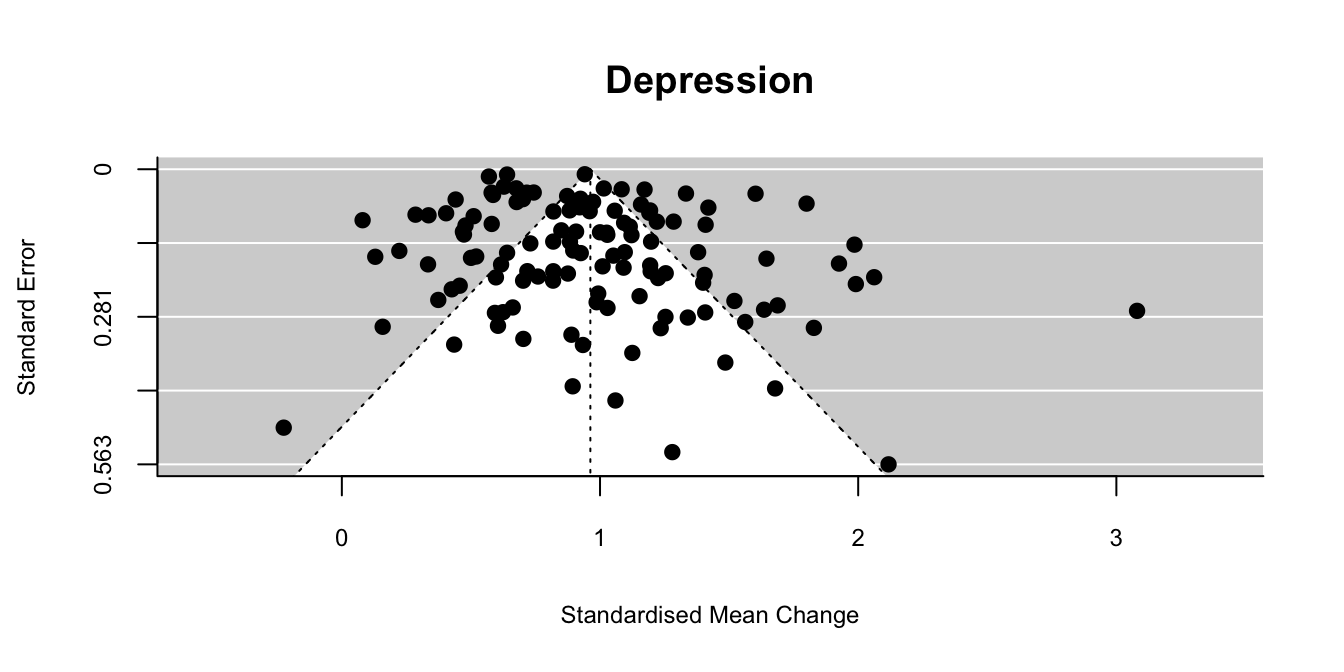 Depression
0
0.281
0.563
Standard Error
0 1 2 3
Standardised Mean Change